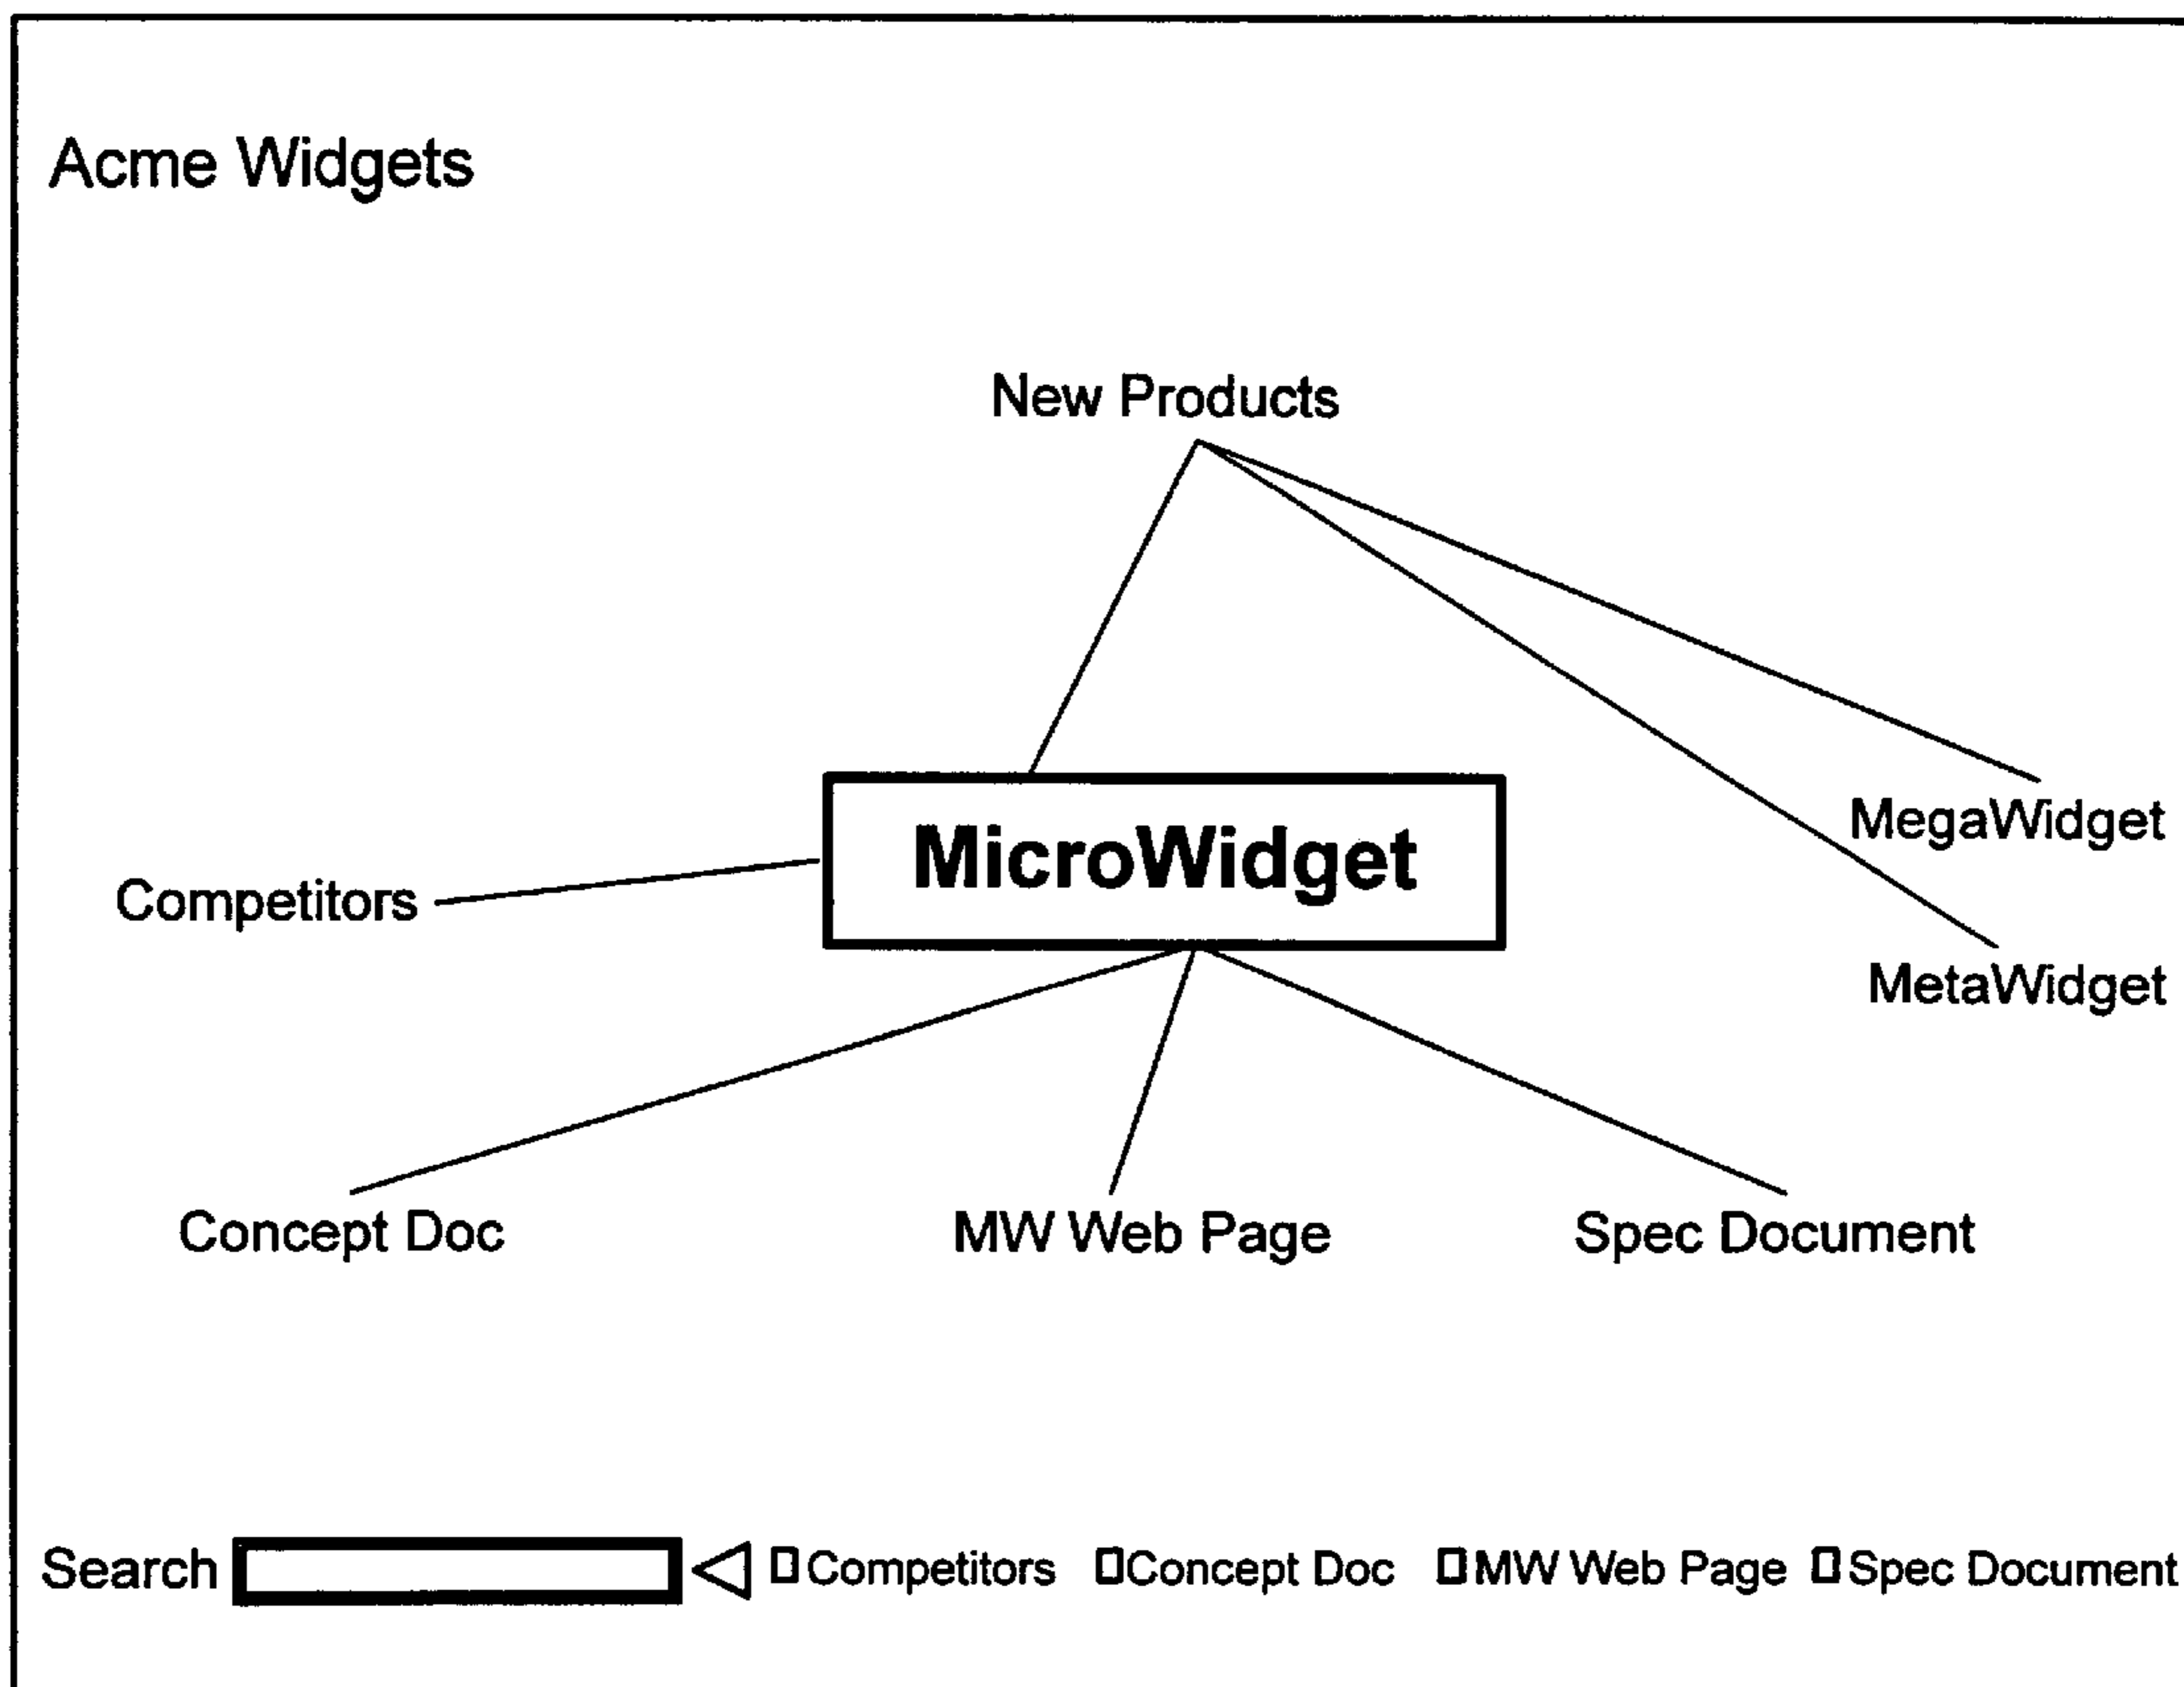 Acme Widgets
New Products
MegaWidget
MicroWidget
Competitors
MetaWidget
Concept Doc MW Web Page Spec Document
Search Competitors Concept Doc MW Web Page Spec Document